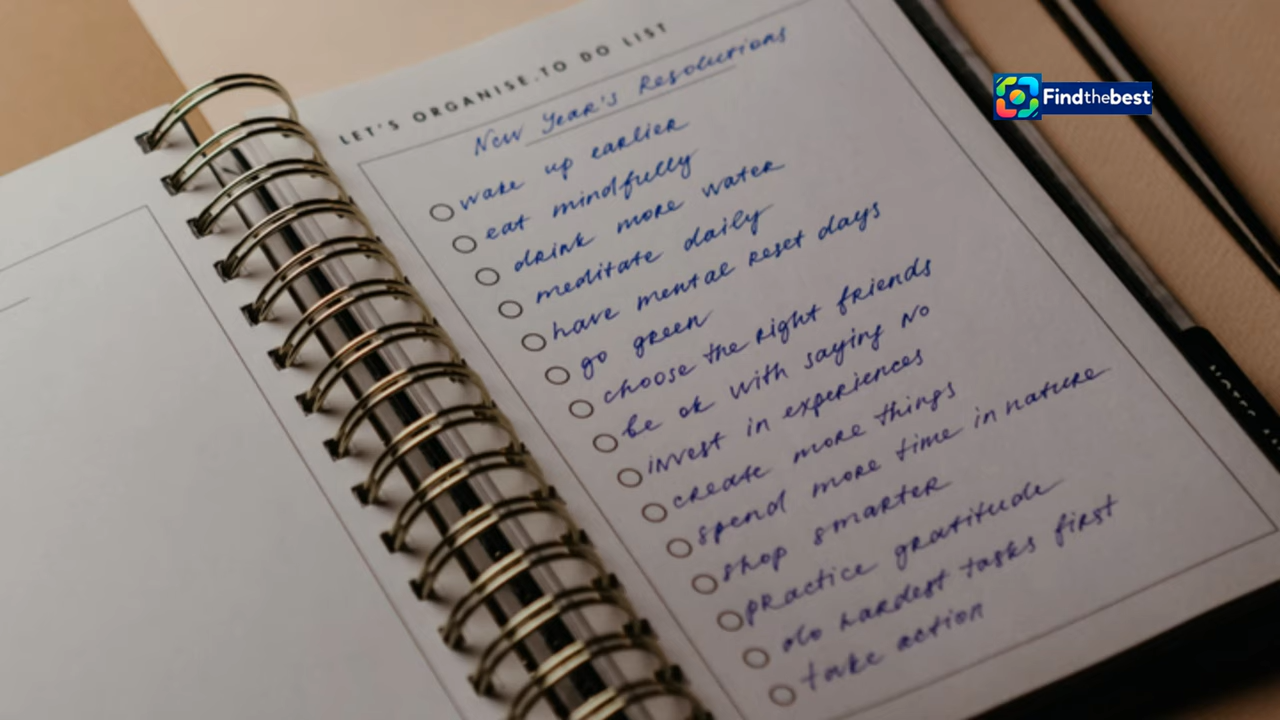 LET'S ORGANISE. TO DO LIST
New Year's Resolutions
wake up earlier
eat mindfully
drink more water
meditate daily
have mental reset days
go green
choose the right friends
be ok with saying NO
invest in experiences
create more things
spend more time in nature
shop smarter
practice gratitude
do hardest tasks first
take action
Findthebest